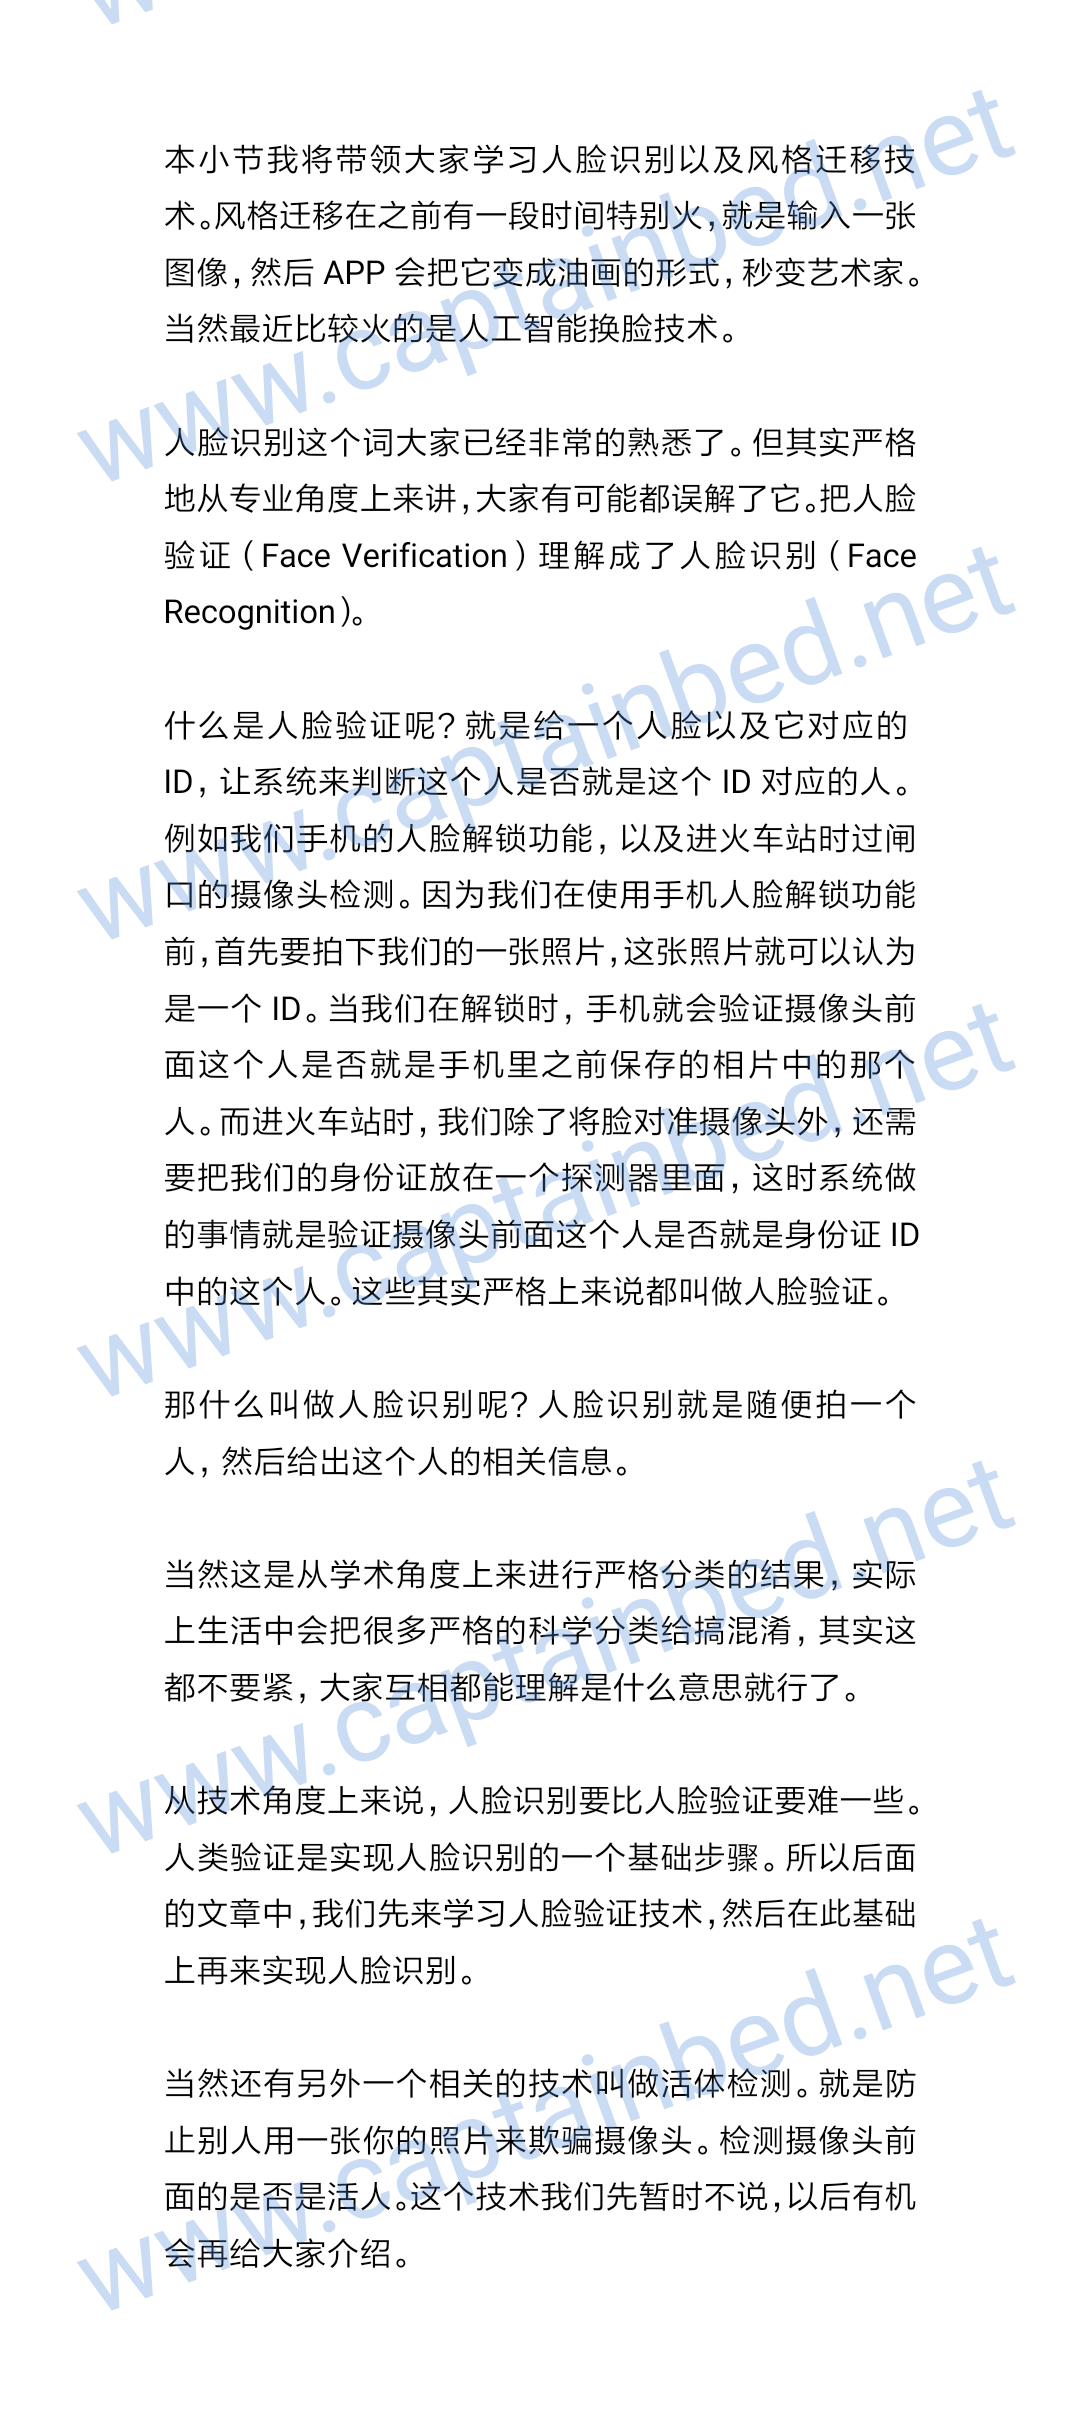 本小节我将带领大家学习人脸识别以及风格迁移技
术。风格迁移在之前有一段时间特别火,就是输入一张
图像,然后 APP 会把它变成油画的形式,秒变艺术家。
当然最近比较火的是人工智能换脸技术。
人脸识别这个词大家已经非常的熟悉了。但其实严格
地从专业角度上来讲,大家有可能都误解了它。把人脸
验证(Face Verification)理解成了人脸识别(Face
Recognition)。
什么是人脸验证呢?就是给一个人脸以及它对应的
ID,让系统来判断这个人是否就是这个 ID 对应的人。
例如我们手机的人脸解锁功能,以及进火车站时过闸
口的摄像头检测。因为我们在使用手机人脸解锁功能
前,首先要拍下我们的一张照片,这张照片就可以认为
是一个 ID。当我们在解锁时,手机就会验证摄像头前
面这个人是否就是手机里之前保存的相片中的那个
人。而进火车站时,我们除了将脸对准摄像头外,还需
要把我们的身份证放在一个探测器里面,这时系统做
的事情就是验证摄像头前面这个人是否就是身份证 ID
中的这个人。这些其实严格上来说都叫做人脸验证。
那什么叫做人脸识别呢?人脸识别就是随便拍一个
人,然后给出这个人的相关信息。
当然这是从学术角度上来进行严格分类的结果,实际
上生活中会把很多严格的科学分类给搞混淆,其实这
都不要紧,大家互相都能理解是什么意思就行了。
从技术角度上来说,人脸识别要比人脸验证要难一些。
人类验证是实现人脸识别的一个基础步骤。所以后面
的文章中,我们先来学习人脸验证技术,然后在此基础
上再来实现人脸识别。
当然还有另外一个相关的技术叫做活体检测。就是防
止别人用一张你的照片来欺骗摄像头。检测摄像头前
面的是否是活人。这个技术我们先暂时不说,以后有机
会再给大家介绍。
www.captainbed.net
www.captainbed.net
www.captainbed.net
www.captainbed.net
www.captainbed.net